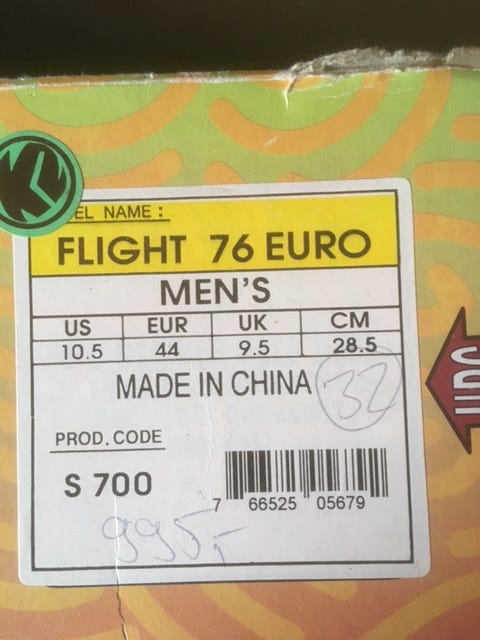 EL NAME :
FLIGHT 76 EURO
MEN'S
US EUR UK CM
10.5 44 9.5 28.5
MADE IN CHINA
32
PROD. CODE
S 700
7 66525 05679
995,-